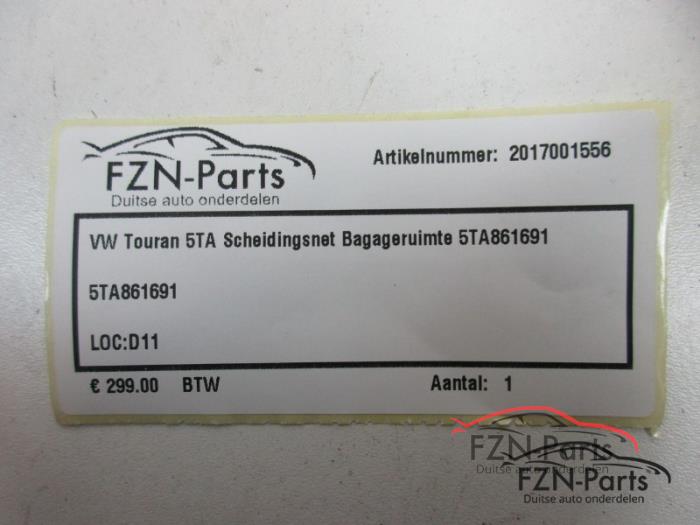 FZN-Parts
Duitse auto onderdelen
Artikelnummer: 2017001556
VW Touran 5TA Scheidingsnet Bagageruimte 5TA861691
5TA861691
LOC:D11
€ 299.00 BTW Aantal: 1
FZN-Parts
Duitse auto onderdelen
FZN-Parts
Duitse auto onderdelen